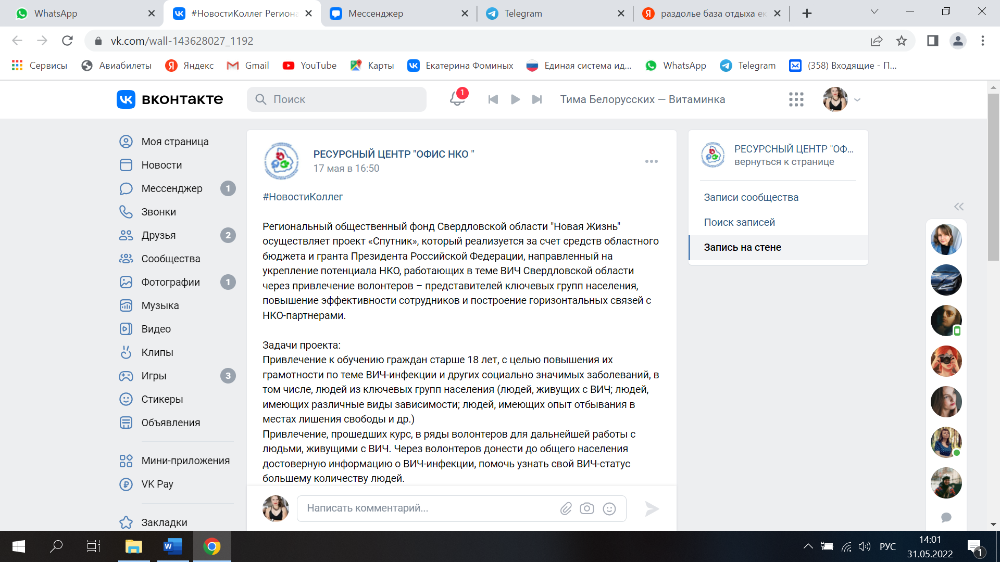 WhatsApp
#НовостиКоллег Региона
Мессенджер
Telegram
раздолье база отдыха ек
vk.com/wall-143628027_1192
Сервисы
Авиабилеты
Яндекс
Gmail
YouTube
Карты
Екатерина Фоминых
Единая система ид...
WhatsApp
Telegram
(358) Входящие - П...
вконтакте
Поиск
1
Тима Белорусских — Витаминка
Моя страница
Новости
Мессенджер 1
Звонки
Друзья 2
Сообщества
Фотографии 1
Музыка
Видео
Клипы
Игры 3
Стикеры
Объявления
Мини-приложения
VK Pay
Закладки
РЕСУРСНЫЙ ЦЕНТР "ОФИС НКО "
17 мая в 16:50
#НовостиКоллег
Региональный общественный фонд Свердловской области "Новая Жизнь"
осуществляет проект «Спутник», который реализуется за счет средств областного
бюджета и гранта Президента Российской Федерации, направленный на
укрепление потенциала НКО, работающих в теме ВИЧ Свердловской области
через привлечение волонтеров – представителей ключевых групп населения,
повышение эффективности сотрудников и построение горизонтальных связей с
НКО-партнерами.
Задачи проекта:
Привлечение к обучению граждан старше 18 лет, с целью повышения их
грамотности по теме ВИЧ-инфекции и других социально значимых заболеваний, в
том числе, людей из ключевых групп населения (людей, живущих с ВИЧ; людей,
имеющих различные виды зависимости; людей, имеющих опыт отбывания в
местах лишения свободы и др.)
Привлечение, прошедших курс, в ряды волонтеров для дальнейшей работы с
людьми, живущими с ВИЧ. Через волонтеров донести до общего населения
достоверную информацию о ВИЧ-инфекции, помочь узнать свой ВИЧ-статус
большему количеству людей.
Написать комментарий...
РЕСУРСНЫЙ ЦЕНТР "ОФ...
вернуться к странице
Записи сообщества
Поиск записей
Запись на стене
РУС
14:01
31.05.2022
1